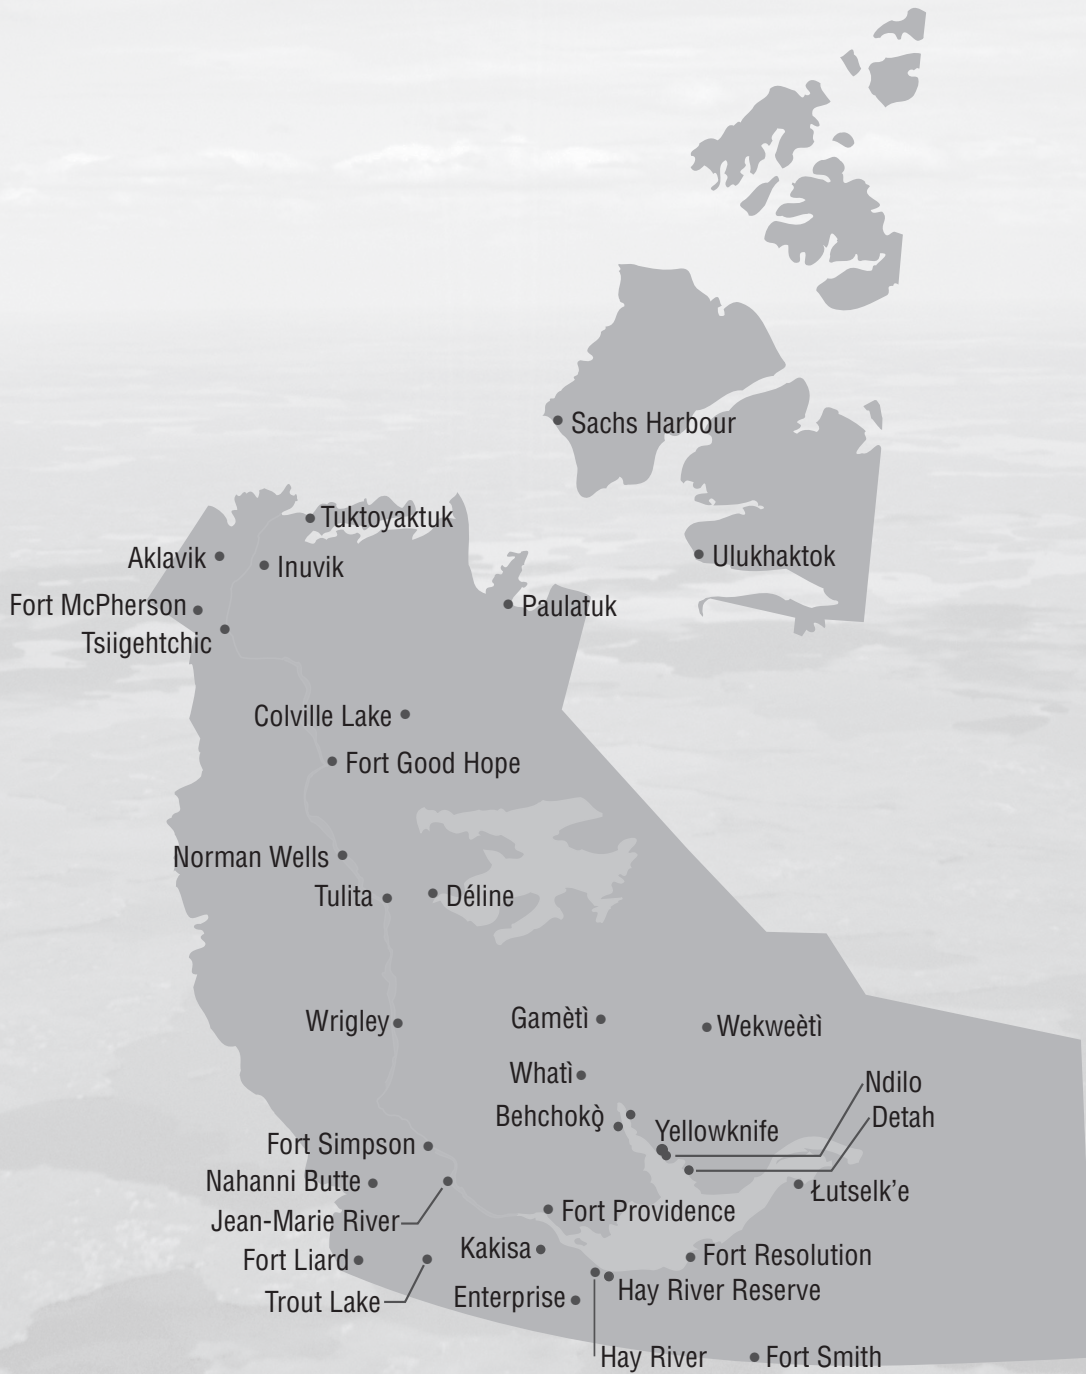 Sachs Harbour
Tuktoyaktuk
Aklavik
Inuvik
Ulukhaktok
Fort McPherson
Paulatuk
Tsiigehtchic
Colville Lake
Fort Good Hope
Norman Wells
Tulita
Déline
Wrigley
Gamètì
Wekweètì
Whatì
Ndilo
Behchokǫ̀
Detah
Yellowknife
Fort Simpson
Nahanni Butte
Łutselk’e
Jean-Marie River
Fort Providence
Kakisa
Fort Resolution
Fort Liard
Hay River Reserve
Trout Lake
Enterprise
Hay River
Fort Smith